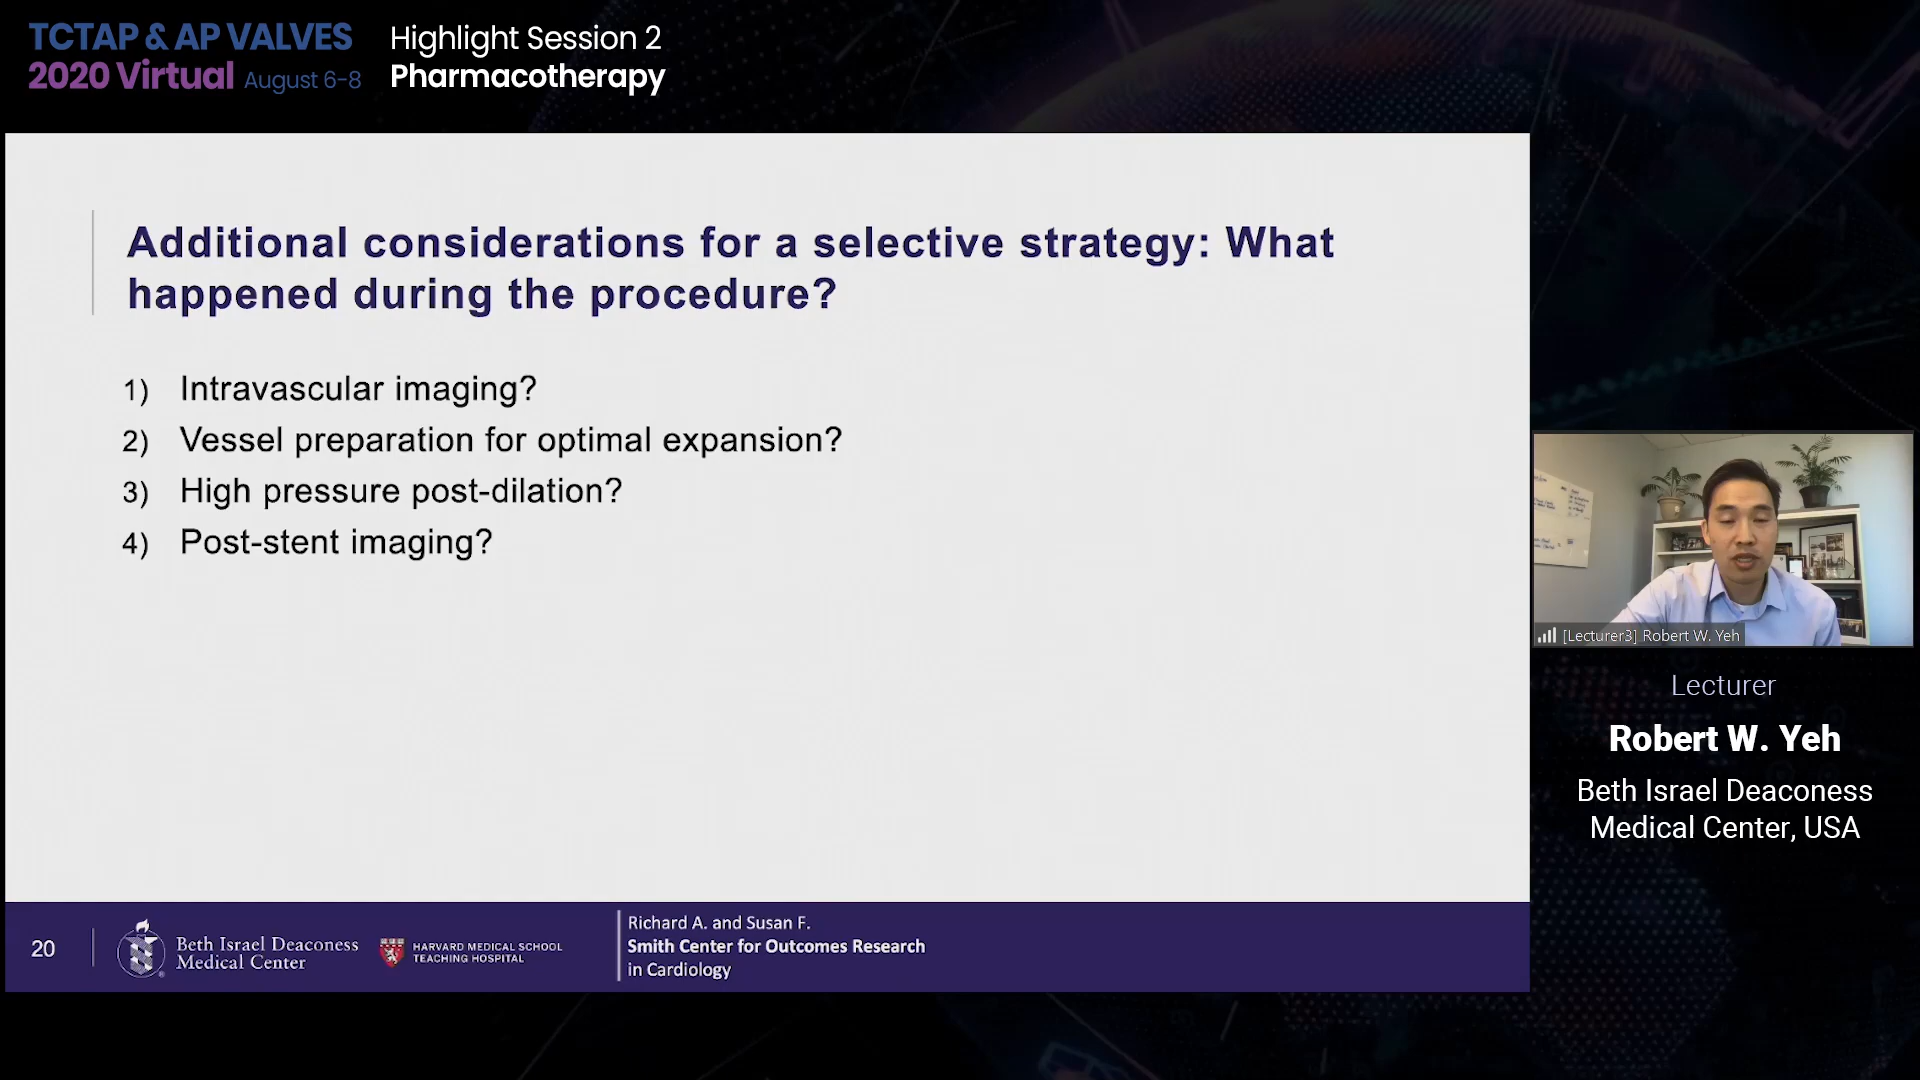 TCTAP & AP VALVES
2020 Virtual August 6-8
Highlight Session 2
Pharmacotherapy
Additional considerations for a selective strategy: What
happened during the procedure?
1) Intravascular imaging?
2) Vessel preparation for optimal expansion?
3) High pressure post-dilation?
4) Post-stent imaging?
[Lecturer3] Robert W. Yeh
Lecturer
Robert W. Yeh
Beth Israel Deaconess
Medical Center, USA
20
Beth Israel Deaconess
Medical Center
HARVARD MEDICAL SCHOOL
TEACHING HOSPITAL
Richard A. and Susan F.
Smith Center for Outcomes Research
in Cardiology